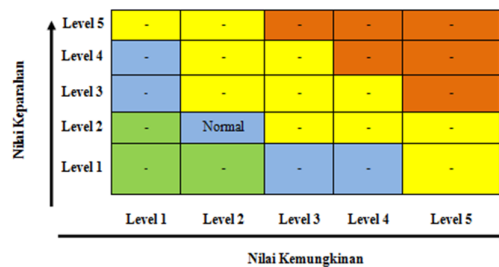 Level 5 - - - - -
Level 4 - - - - -
Level 3 - - - - -
Level 2 - Normal - - -
Level 1 - - - - -
Nilai Keparahan
Level 1 Level 2 Level 3 Level 4 Level 5
Nilai Kemungkinan